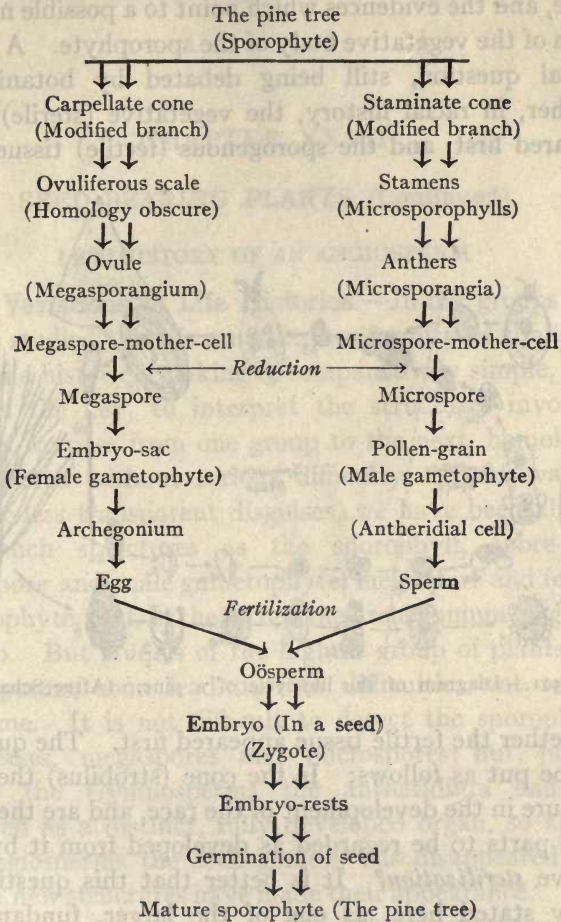 The pine tree
(Sporophyte)
Carpellate cone
(Modified branch)
Staminate cone
(Modified branch)
Ovuliferous scale
(Homology obscure)
Stamens
(Microsporophylls)
Ovule
(Megasporangium)
Anthers
(Microsporangia)
Megaspore-mother-cell
Microspore-mother-cell
Reduction
Megaspore
Microspore
Embryo-sac
(Female gametophyte)
Pollen-grain
(Male gametophyte)
Archegonium
(Antheridial cell)
Egg
Sperm
Fertilization
Oösperm
Embryo (In a seed)
(Zygote)
Embryo-rests
Germination of seed
Mature sporophyte (The pine tree)